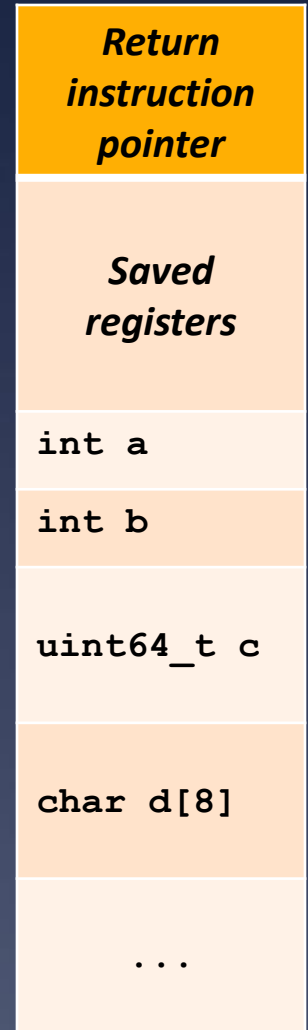 Return
instruction
pointer
Saved
registers
int a
int b
uint64_t c
char d[8]
...